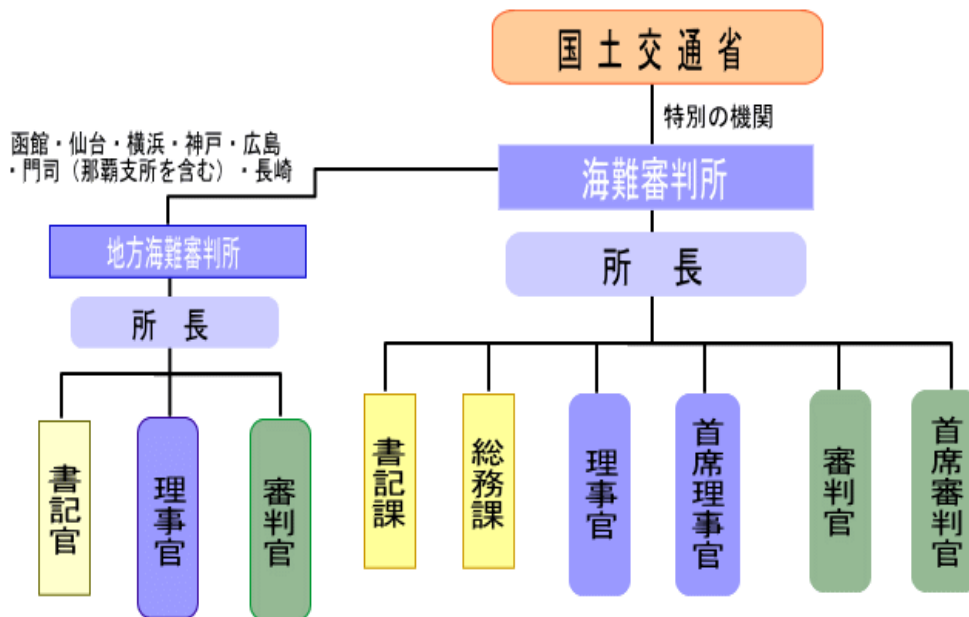 国土交通省
特別の機関
海難審判所
函館・仙台・横浜・神戸・広島
・門司（那覇支所を含む）・長崎
地方海難審判所
所 長
所 長
書記官
理事官
審判官
書記課
総務課
理事官
首席理事官
審判官
首席審判官